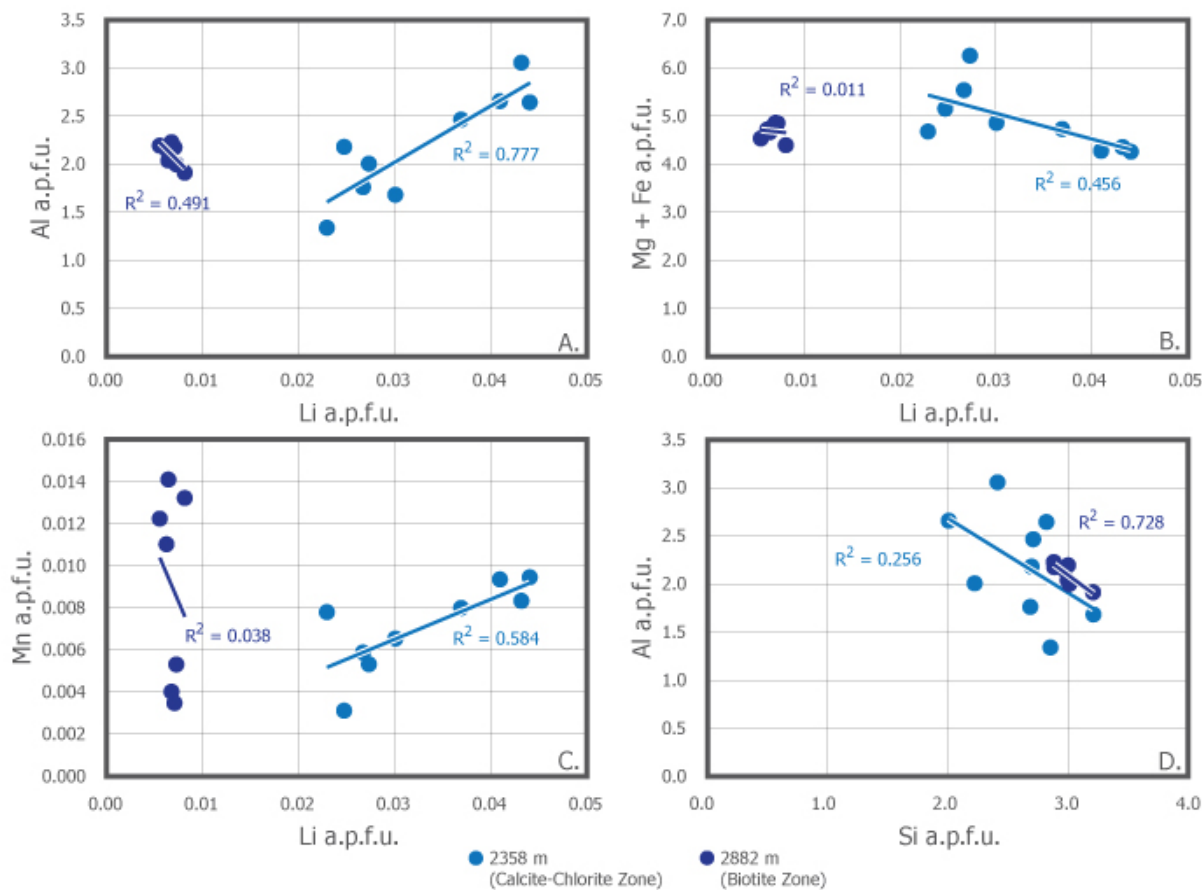 3.5
3.0
2.5
2.0
1.5
1.0
0.5
0.0
Al a.p.f.u.
R² = 0.777
R² = 0.491
A.
0.00 0.01 0.02 0.03 0.04 0.05
Li a.p.f.u.
7.0
6.0
5.0
4.0
3.0
2.0
1.0
0.0
Mg + Fe a.p.f.u.
R² = 0.011
R² = 0.456
B.
0.00 0.01 0.02 0.03 0.04 0.05
Li a.p.f.u.
0.016
0.014
0.012
0.010
0.008
0.006
0.004
0.002
0.000
Mn a.p.f.u.
R² = 0.038
R² = 0.584
C.
0.00 0.01 0.02 0.03 0.04 0.05
Li a.p.f.u.
3.5
3.0
2.5
2.0
1.5
1.0
0.5
0.0
Al a.p.f.u.
R² = 0.728
R² = 0.256
D.
0.0 1.0 2.0 3.0 4.0
Si a.p.f.u.
2358 m
(Calcite-Chlorite Zone)
2882 m
(Biotite Zone)